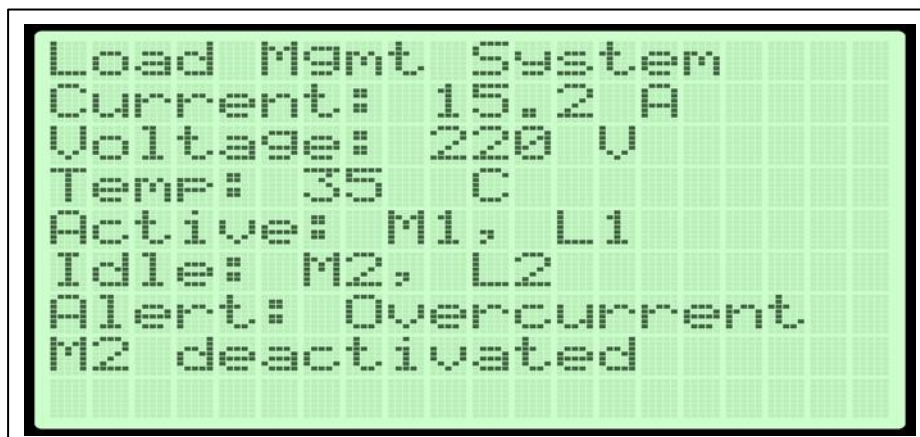 Load Mgmt System
Current: 15.2 A
Voltage: 220 V
Temp: 35  C
Active: M1, L1
Idle: M2, L2
Alert: Overcurrent
M2 deactivated